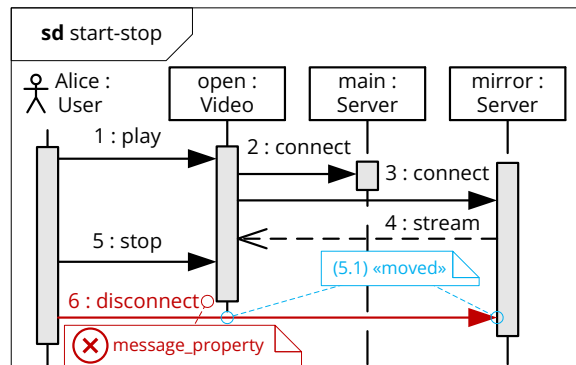 sd start-stop
Alice :
User
open :
Video
main :
Server
mirror :
Server
1 : play
2 : connect
3 : connect
4 : stream
5 : stop
(5.1) «moved»
6 : disconnect
message_property